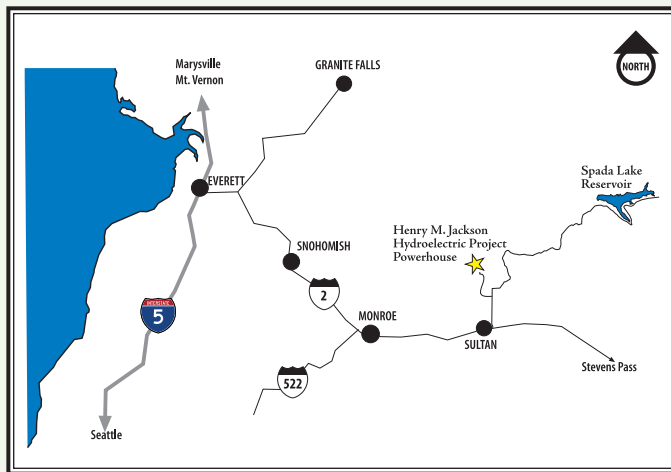 Marysville
Mt. Vernon
GRANITE FALLS
NORTH
EVERETT
Spada Lake
Reservoir
Henry M. Jackson
Hydroelectric Project
Powerhouse
SNOHOMISH
2
INTERSTATE
5
MONROE
SULTAN
522
Stevens Pass
Seattle